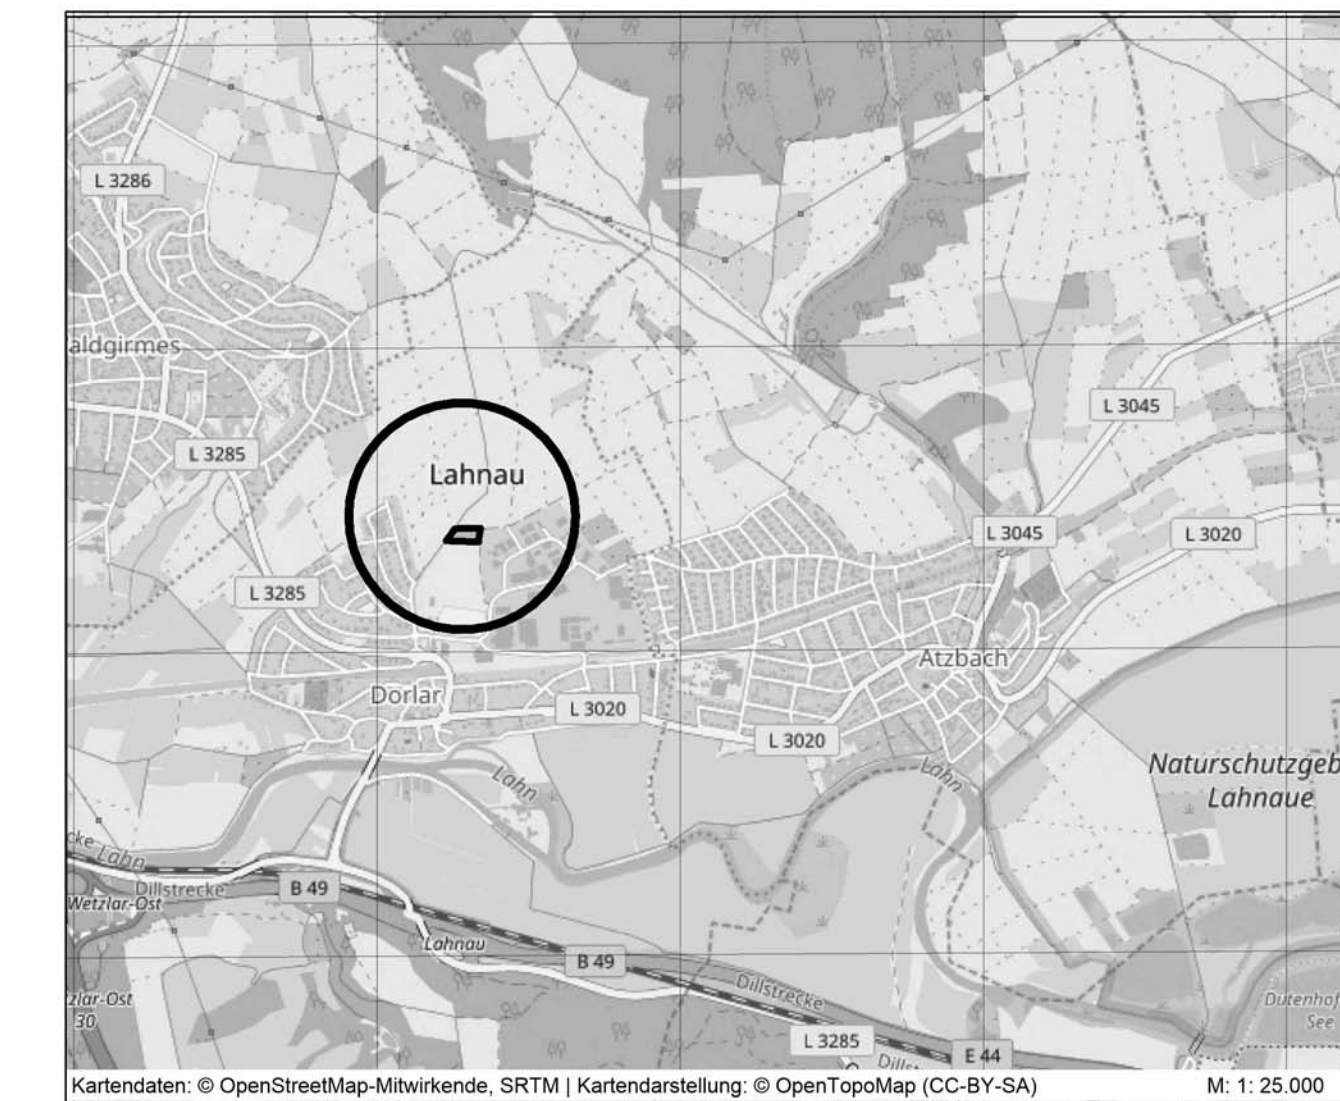 L 3286
aldgirmes
L 3045
L 3285
Lahnau
L 3045
L 3020
L 3285
Atzbach
Dorlar
L 3020
L 3020
Naturschutzgeb
Lahnaue
Lahn
Lahn
cke
Lahn
Dillstrecke
B 49
Wetzlar-Ost
Lahnau
B 49
Dillstrecke
zlar-Ost
30
Dutenhof
See
L 3285
E 44
Dills
Kartendaten: © OpenStreetMap-Mitwirkende, SRTM | Kartendarstellung: © OpenTopoMap (CC-BY-SA)
M: 1: 25.000